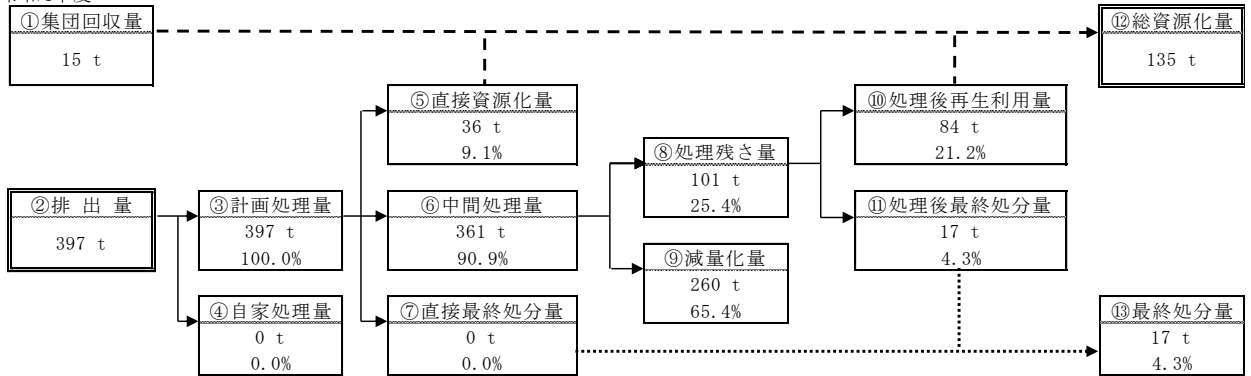 ①集団回収量
15 t
⑫総資源化量
135 t
⑤直接資源化量
36 t
9.1%
⑩処理後再生利用量
84 t
21.2%
⑧処理残さ量
101 t
25.4%
②排 出 量
397 t
③計画処理量
397 t
100.0%
⑥中間処理量
361 t
90.9%
⑪処理後最終処分量
17 t
4.3%
⑨減量化量
260 t
65.4%
④自家処理量
0 t
0.0%
⑦直接最終処分量
0 t
0.0%
⑬最終処分量
17 t
4.3%